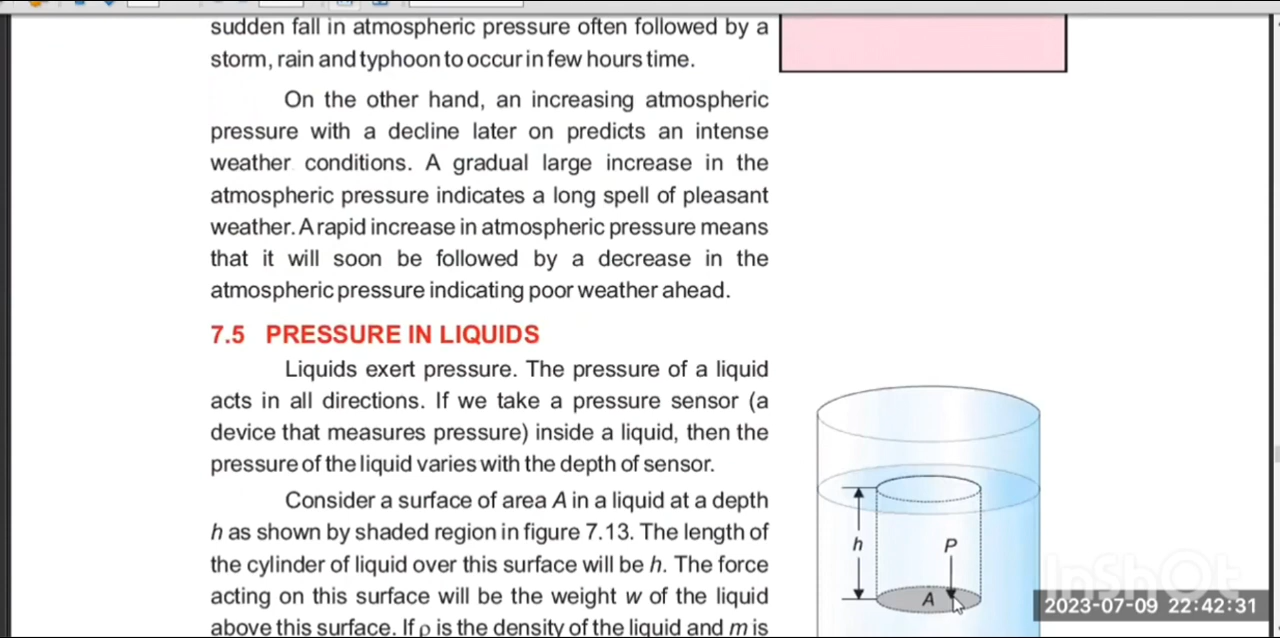 sudden fall in atmospheric pressure often followed by a
storm, rain and typhoon to occur in few hours time.
On the other hand, an increasing atmospheric
pressure with a decline later on predicts an intense
weather conditions. A gradual large increase in the
atmospheric pressure indicates a long spell of pleasant
weather. A rapid increase in atmospheric pressure means
that it will soon be followed by a decrease in the
atmospheric pressure indicating poor weather ahead.
7.5 PRESSURE IN LIQUIDS
Liquids exert pressure. The pressure of a liquid
acts in all directions. If we take a pressure sensor (a
device that measures pressure) inside a liquid, then the
pressure of the liquid varies with the depth of sensor.
Consider a surface of area A in a liquid at a depth
h as shown by shaded region in figure 7.13. The length of
the cylinder of liquid over this surface will be h. The force
acting on this surface will be the weight w of the liquid
above this surface. If ρ is the density of the liquid and m is
h
P
A
InShOt
2023-07-09 22:42:31